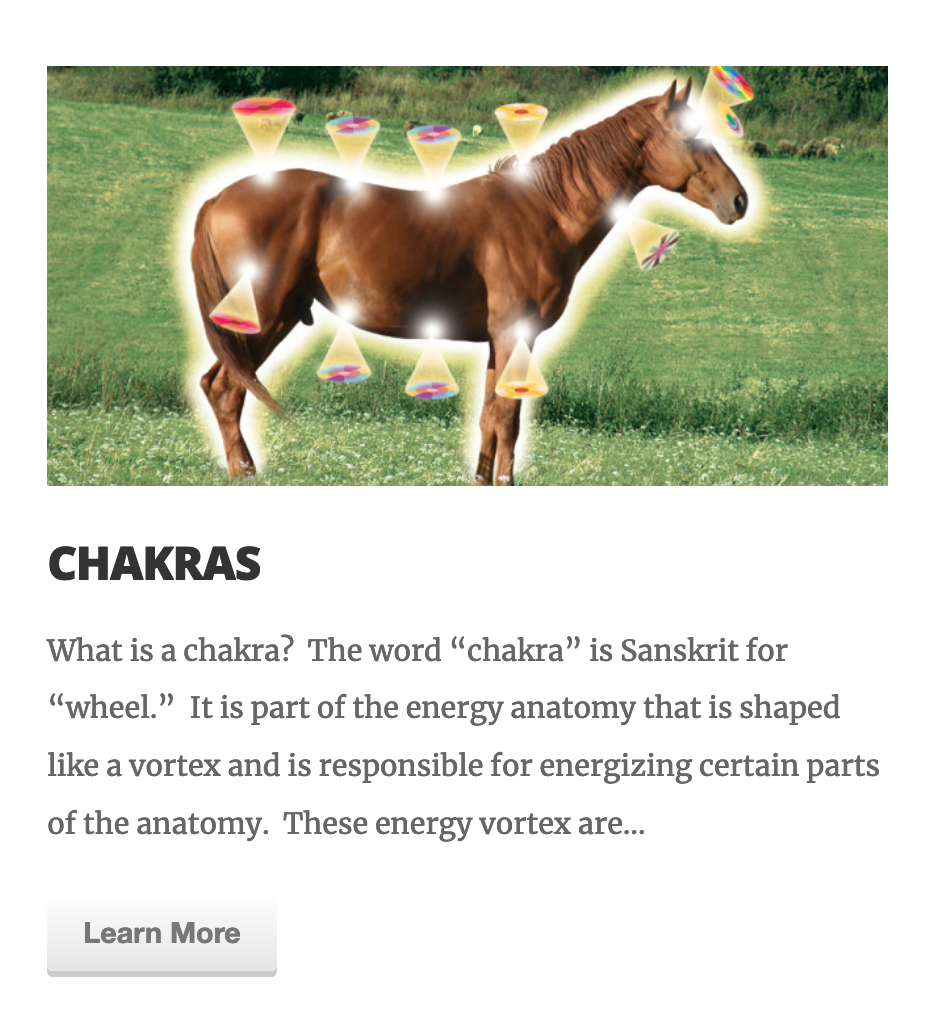 CHAKRAS
What is a chakra?  The word “chakra” is Sanskrit for
“wheel.”  It is part of the energy anatomy that is shaped
like a vortex and is responsible for energizing certain parts
of the anatomy.  These energy vortex are...
Learn More